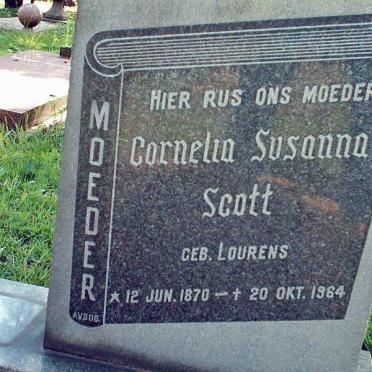 MOEDER
HIER RUS ONS MOEDER
Cornelia Susanna
Scott
GEB. LOURENS
★ 12 JUN. 1870 — ✝ 20 OKT. 1964
AVBOB